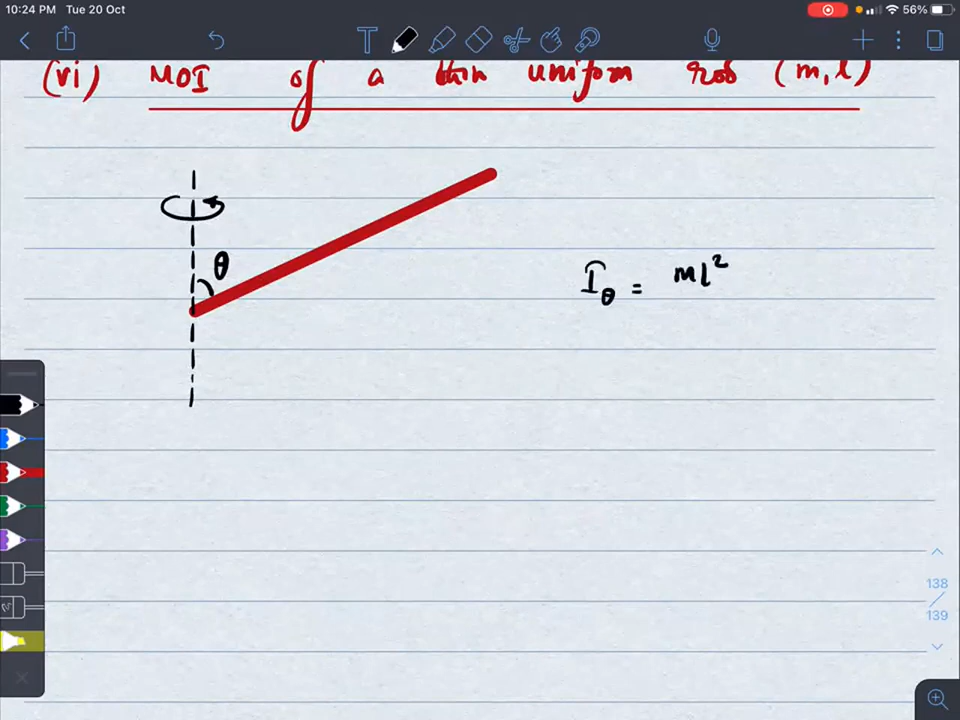 10:24 PM Tue 20 Oct 56%
(vi) MOI of a thin uniform rod (m, l)
θ
I_θ = ml²
138
139